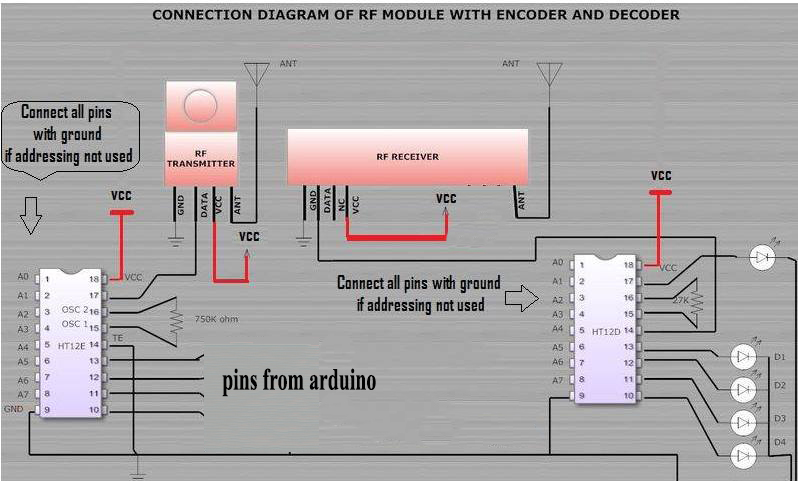 CONNECTION DIAGRAM OF RF MODULE WITH ENCODER AND DECODER
ANT
ANT
Connect all pins
with ground
if addressing not used
RF
TRANSMITTER
RF RECEIVER
GND
DATA
VCC
ANT
GND
DATA
NC
VCC
ANT
VCC
VCC
VCC
VCC
Connect all pins with ground
if addressing not used
A0
A1
A2
A3
A4
A5
A6
A7
GND
1
2
3
4
5
6
7
8
9
OSC 2
OSC 1
HT12E
18
17
16
15
14
13
12
11
10
VCC
TE
750K ohm
pins from arduino
A0
A1
A2
A3
A4
A5
A6
A7
1
2
3
4
5
6
7
8
9
HT12D
18
17
16
15
14
13
12
11
10
VCC
27K
D1
D2
D3
D4